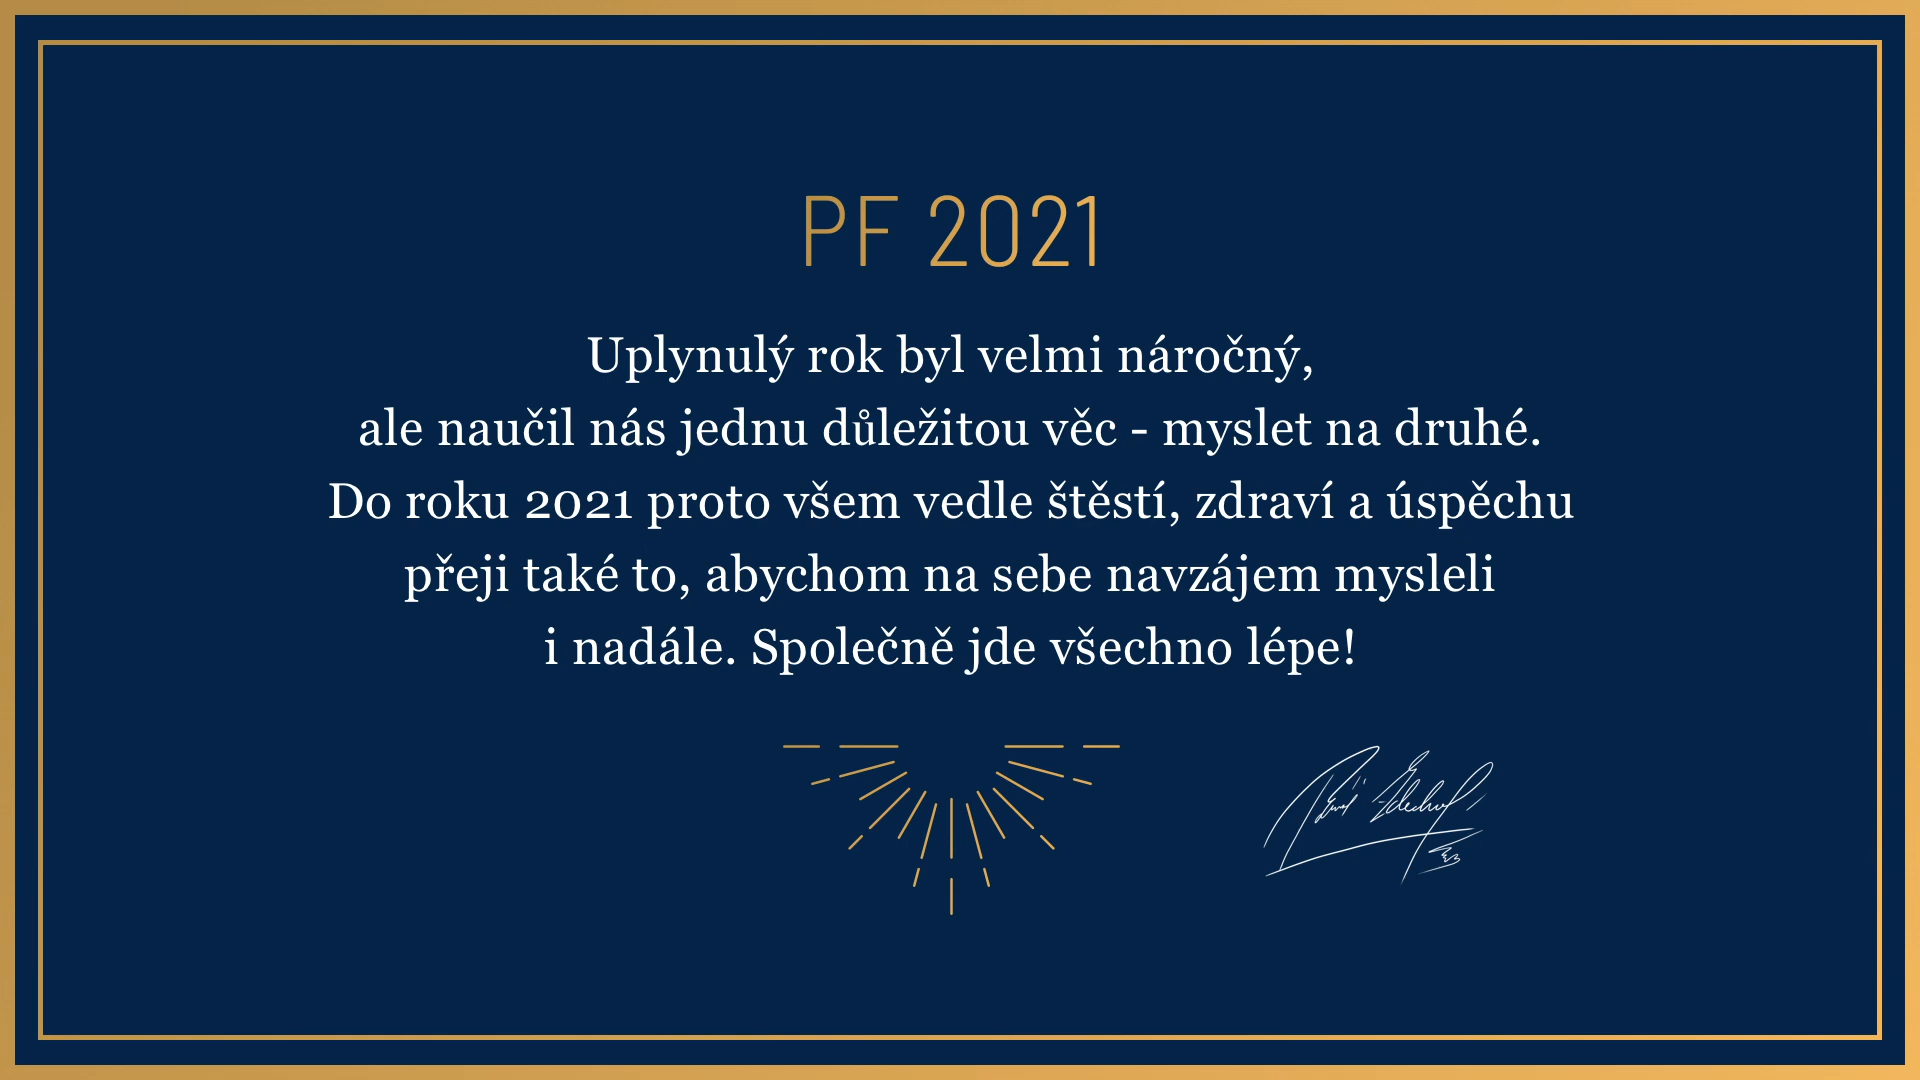 PF 2021
Uplynulý rok byl velmi náročný,
ale naučil nás jednu důležitou věc - myslet na druhé.
Do roku 2021 proto všem vedle štěstí, zdraví a úspěchu
přeji také to, abychom na sebe navzájem mysleli
i nadále. Společně jde všechno lépe!